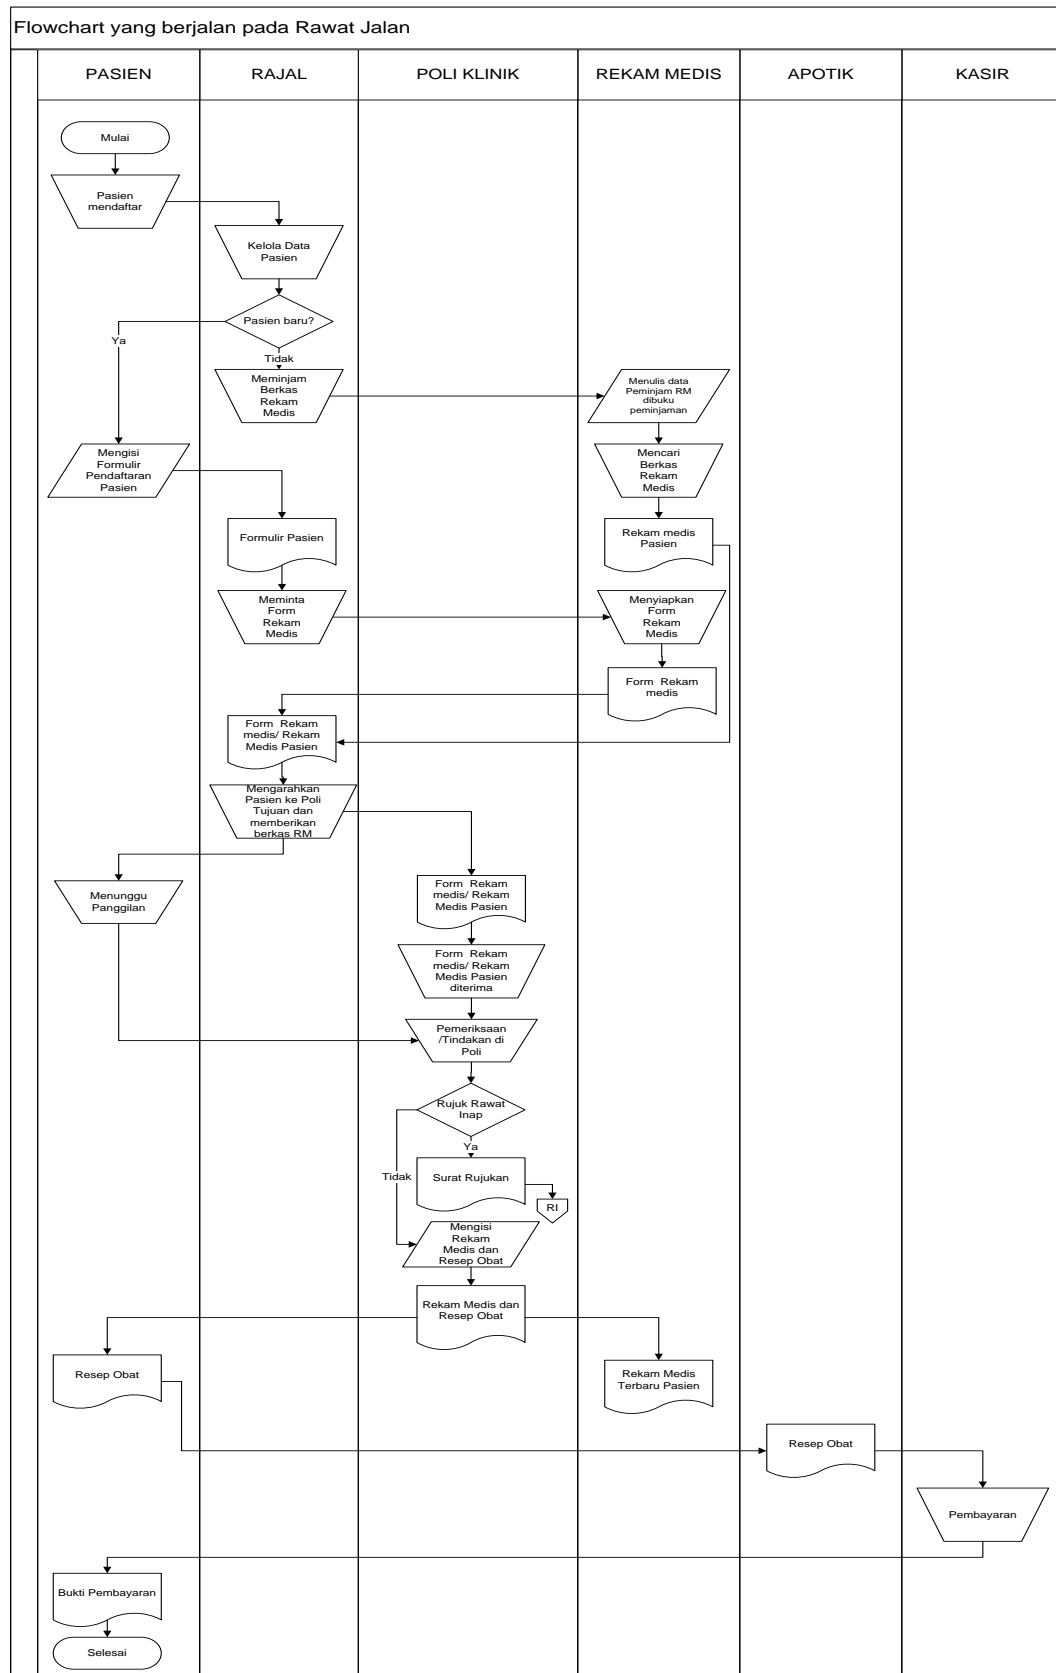 Flowchart yang berjalan pada Rawat Jalan
PASIEN
RAJAL
POLI KLINIK
REKAM MEDIS
APOTIK
KASIR
Mulai
Pasien
mendaftar
Kelola Data
Pasien
Pasien baru?
Ya
Tidak
Meminjam
Berkas
Rekam
Medis
Menulis data
Peminjam RM
dibuku
peminjaman
Mengisi
Formulir
Pendaftaran
Pasien
Mencari
Berkas
Rekam
Medis
Formulir Pasien
Rekam medis
Pasien
Meminta
Form
Rekam
Medis
Menyiapkan
Form
Rekam
Medis
Form Rekam
medis
Form Rekam
medis/ Rekam
Medis Pasien
Mengarahkan
Pasien ke Poli
Tujuan dan
memberikan
berkas RM
Menunggu
Panggilan
Form Rekam
medis/ Rekam
Medis Pasien
Form Rekam
medis/ Rekam
Medis Pasien
diterima
Pemeriksaan
/Tindakan di
Poli
Rujuk Rawat
Inap
Ya
Tidak
Surat Rujukan
RI
Mengisi
Rekam
Medis dan
Resep Obat
Rekam Medis dan
Resep Obat
Resep Obat
Rekam Medis
Terbaru Pasien
Resep Obat
Pembayaran
Bukti Pembayaran
Selesai